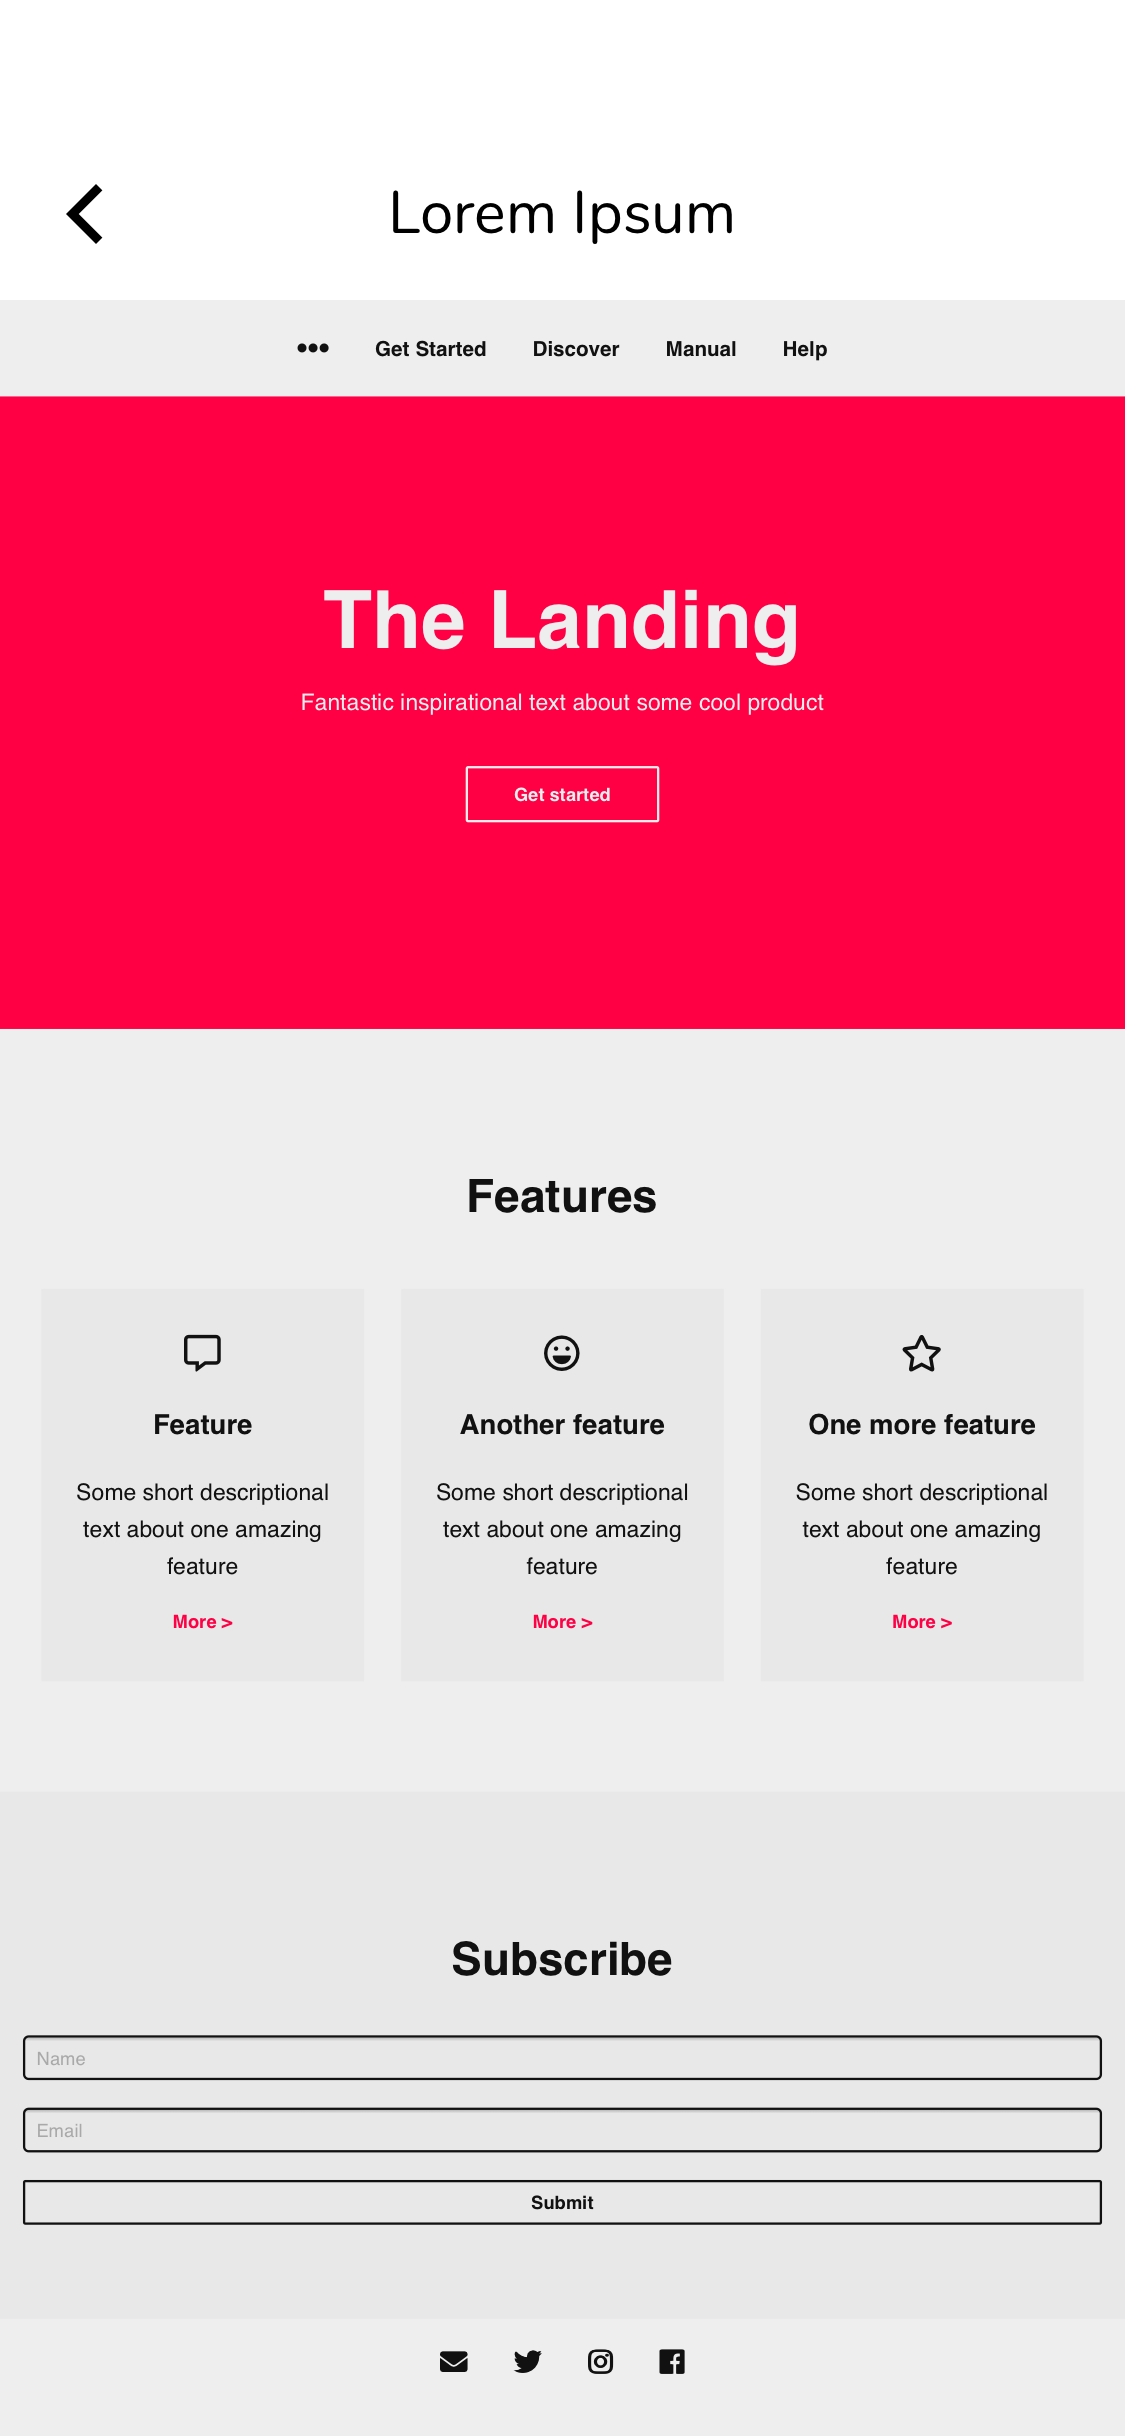 Lorem Ipsum
Get Started Discover Manual Help
The Landing
Fantastic inspirational text about some cool product
Get started
Features
Feature
Some short descriptional
text about one amazing
feature
More >
Another feature
Some short descriptional
text about one amazing
feature
More >
One more feature
Some short descriptional
text about one amazing
feature
More >
Subscribe
Name
Email
Submit